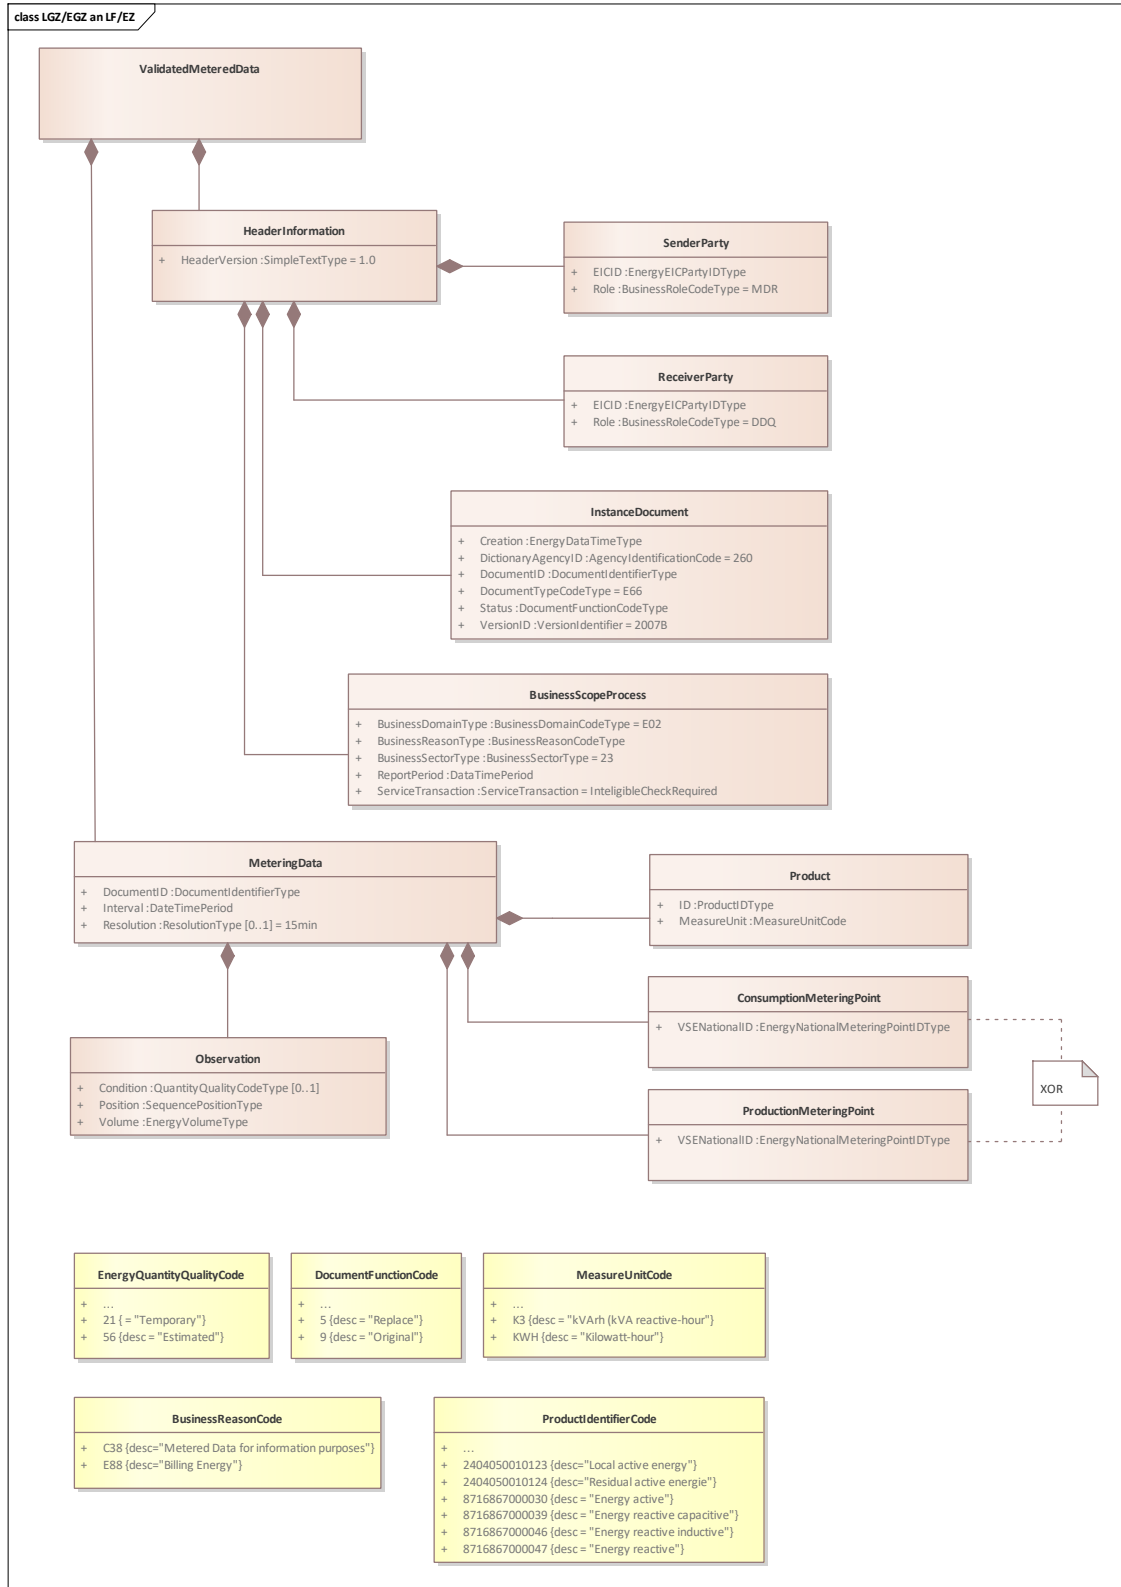 class LGZ/EGZ an LF/EZ
ValidatedMeteredData
HeaderInformation
+ HeaderVersion :SimpleTextType = 1.0
SenderParty
+ EICID :EnergyEICPartyIDType
+ Role :BusinessRoleCodeType = MDR
ReceiverParty
+ EICID :EnergyEICPartyIDType
+ Role :BusinessRoleCodeType = DDQ
InstanceDocument
+ Creation :EnergyDataTimeType
+ DictionaryAgencyID :AgencyIdentificationCode = 260
+ DocumentID :DocumentIdentifierType
+ DocumentTypeCodeType = E66
+ Status :DocumentFunctionCodeType
+ VersionID :VersionIdentifier = 2007B
BusinessScopeProcess
+ BusinessDomainType :BusinessDomainCodeType = E02
+ BusinessReasonType :BusinessReasonCodeType
+ BusinessSectorType :BusinessSectorType = 23
+ ReportPeriod :DataTimePeriod
+ ServiceTransaction :ServiceTransaction = InteligibleCheckRequired
MeteringData
+ DocumentID :DocumentIdentifierType
+ Interval :DateTimePeriod
+ Resolution :ResolutionType [0..1] = 15min
Product
+ ID :ProductIDType
+ MeasureUnit :MeasureUnitCode
ConsumptionMeteringPoint
+ VSENationalID :EnergyNationalMeteringPointIDType
Observation
+ Condition :QuantityQualityCodeType [0..1]
+ Position :SequencePositionType
+ Volume :EnergyVolumeType
XOR
ProductionMeteringPoint
+ VSENationalID :EnergyNationalMeteringPointIDType
EnergyQuantityQualityCode
+ ...
+ 21 { = "Temporary"}
+ 56 {desc = "Estimated"}
DocumentFunctionCode
+ ...
+ 5 {desc = "Replace"}
+ 9 {desc = "Original"}
MeasureUnitCode
+ ...
+ K3 {desc = "kVArh (kVA reactive-hour"}
+ KWH {desc = "Kilowatt-hour"}
BusinessReasonCode
+ C38 {desc="Metered Data for information purposes"}
+ E88 {desc="Billing Energy"}
ProductIdentifierCode
+ ...
+ 2404050010123 {desc="Local active energy"}
+ 2404050010124 {desc="Residual active energie"}
+ 8716867000030 {desc = "Energy active"}
+ 8716867000039 {desc = "Energy reactive capacitive"}
+ 8716867000046 {desc = "Energy reactive inductive"}
+ 8716867000047 {desc = "Energy reactive"}